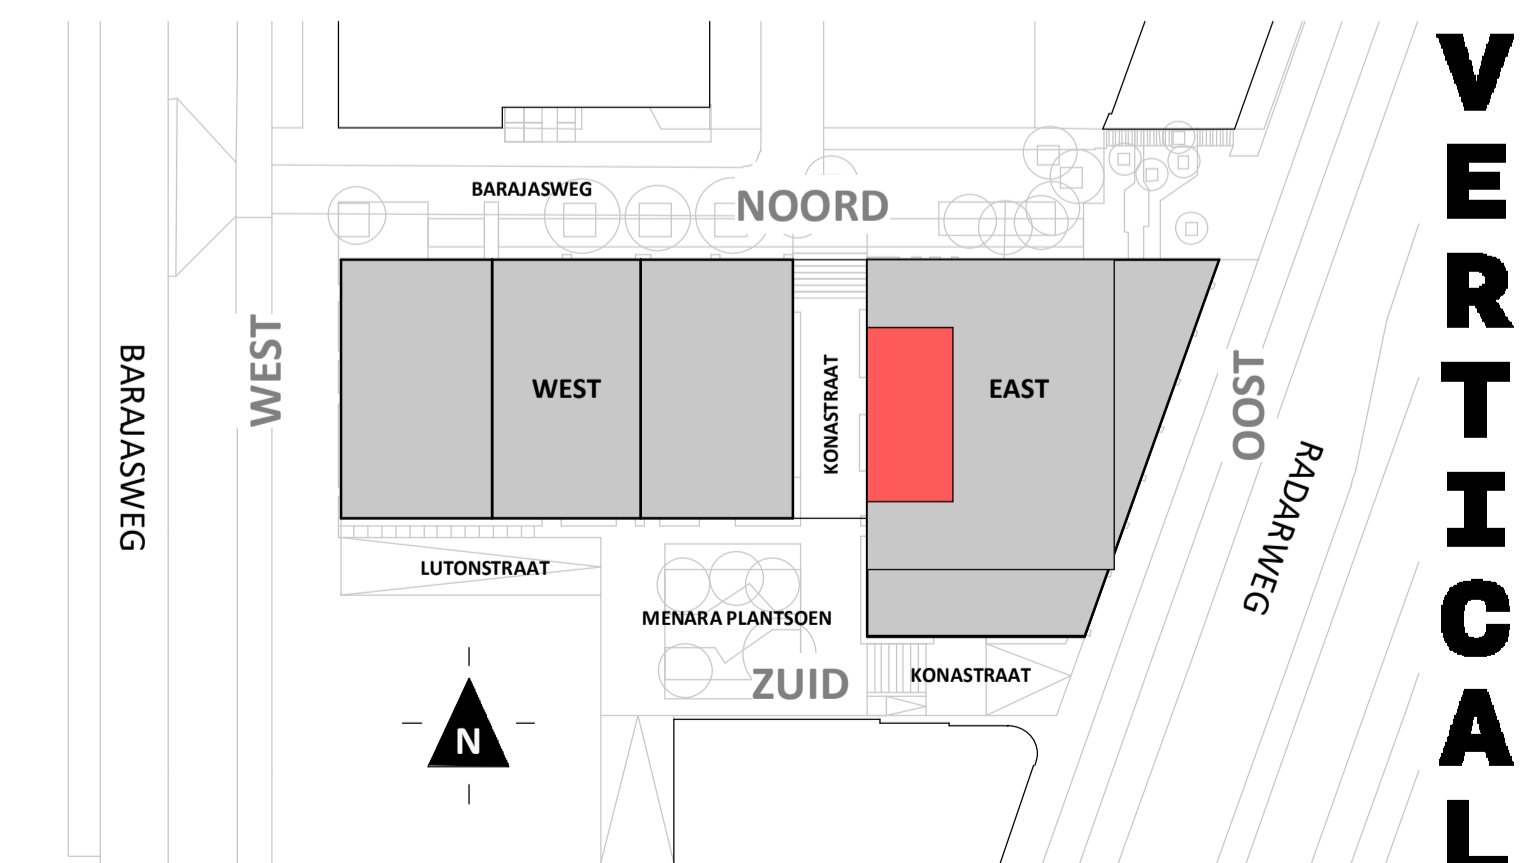 BARAJASWEG
NOORD
WEST
BARAJASWEG
WEST
KONASTRAAT
EAST
OOST
RADARWEG
LUTONSTRAAT
MENARA PLANTSOEN
ZUID
KONASTRAAT
N
VERTICAL